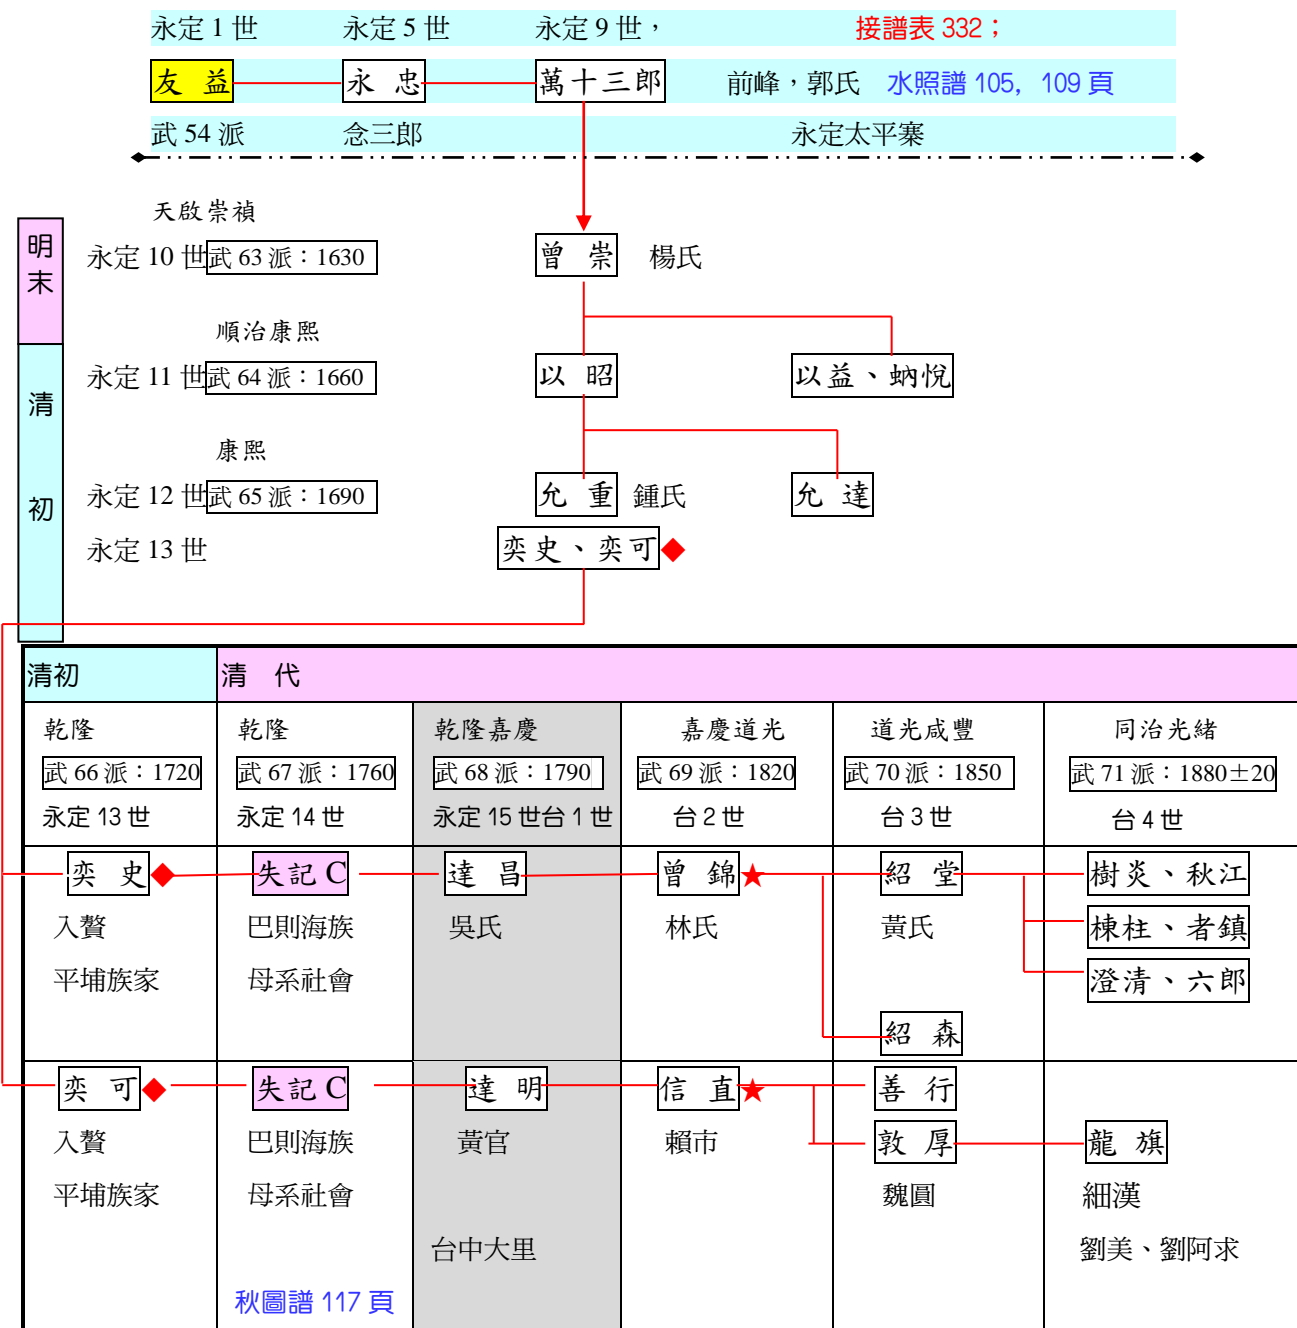 永定 1 世 永定 5 世 永定 9 世， 接譜表 332；
友 益 永 忠 萬十三郎 前峰，郭氏 水照譜 105, 109 頁
武 54 派 念三郎 永定太平寨
明末
清初
天啟崇禎
永定 10 世 武 63 派：1630 曾 崇 楊氏
順治康熙
永定 11 世 武 64 派：1660 以 昭 以益、蚋悅
康熙
永定 12 世 武 65 派：1690 允 重 鍾氏 允 達
永定 13 世 奕史、奕可◆
清初 清 代
乾隆 乾隆 乾隆嘉慶 嘉慶道光 道光咸豐 同治光緒
武 66 派：1720 武 67 派：1760 武 68 派：1790 武 69 派：1820 武 70 派：1850 武 71 派：1880±20
永定 13 世 永定 14 世 永定 15 世台 1 世 台 2 世 台 3 世 台 4 世
奕 史◆ 失記 C 達 昌 曾 錦★ 紹 堂 樹炎、秋江
入贅 巴則海族 吳氏 林氏 黃氏 棟柱、者鎮
平埔族家 母系社會 澄清、六郎
紹 森
奕 可◆ 失記 C 達 明 信 直★ 善 行
入贅 巴則海族 黃官 賴市 敦 厚 龍 旗
平埔族家 母系社會 魏圓 細漢
台中大里 劉美、劉阿求
秋圖譜 117 頁